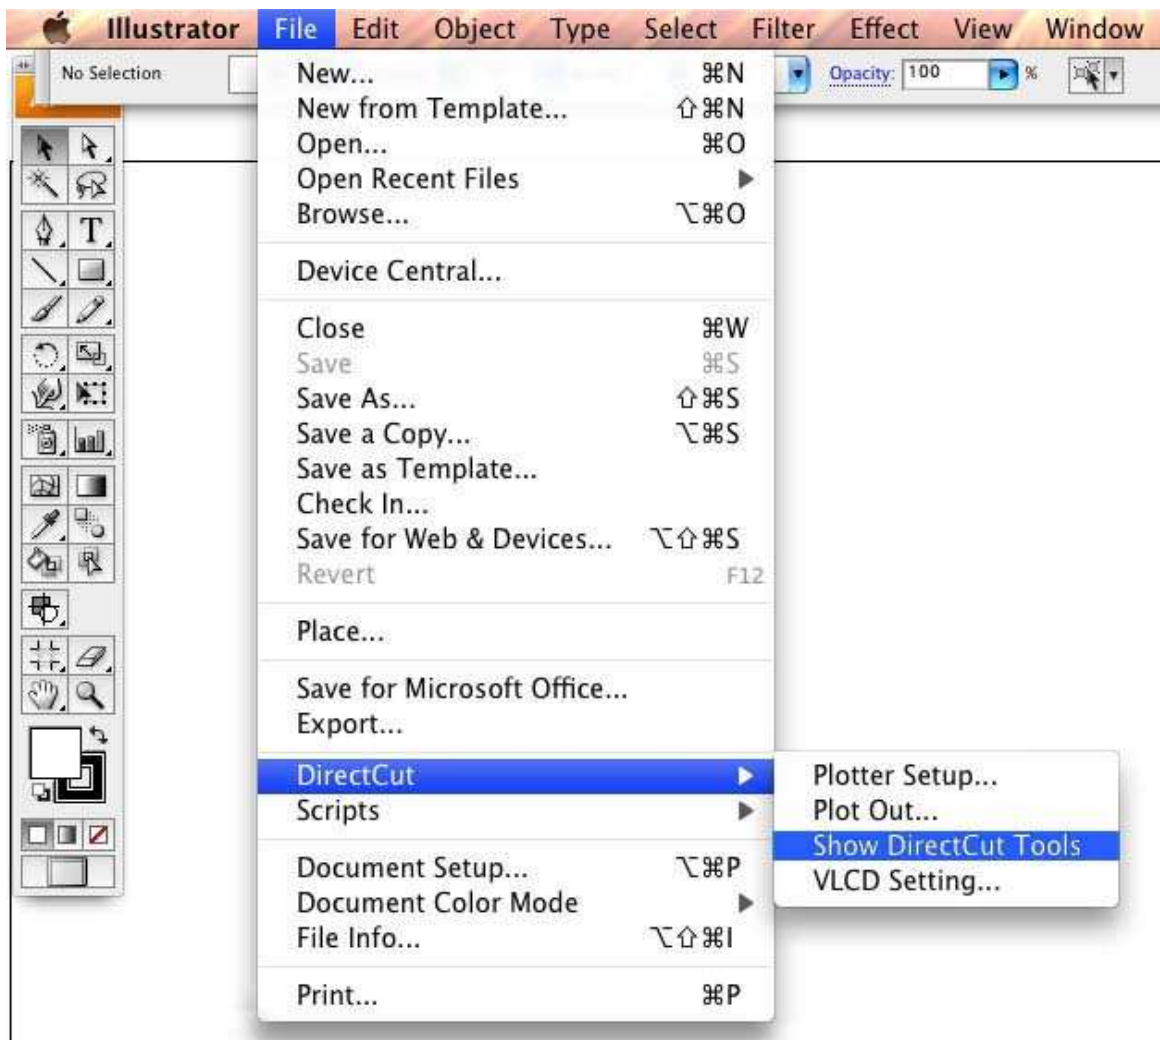 Illustrator File Edit Object Type Select Filter Effect View Window
No Selection
Opacity: 100 %
New... ⌘N
New from Template... ⇧⌘N
Open... ⌘O
Open Recent Files
Browse... ⌥⌘O
Device Central...
Close ⌘W
Save ⌘S
Save As... ⇧⌘S
Save a Copy... ⌥⌘S
Save as Template...
Check In...
Save for Web & Devices... ⌥⇧⌘S
Revert F12
Place...
Save for Microsoft Office...
Export...
DirectCut
Scripts
Document Setup... ⌥⌘P
Document Color Mode
File Info... ⌥⇧⌘I
Print... ⌘P
Plotter Setup...
Plot Out...
Show DirectCut Tools
VLCD Setting...